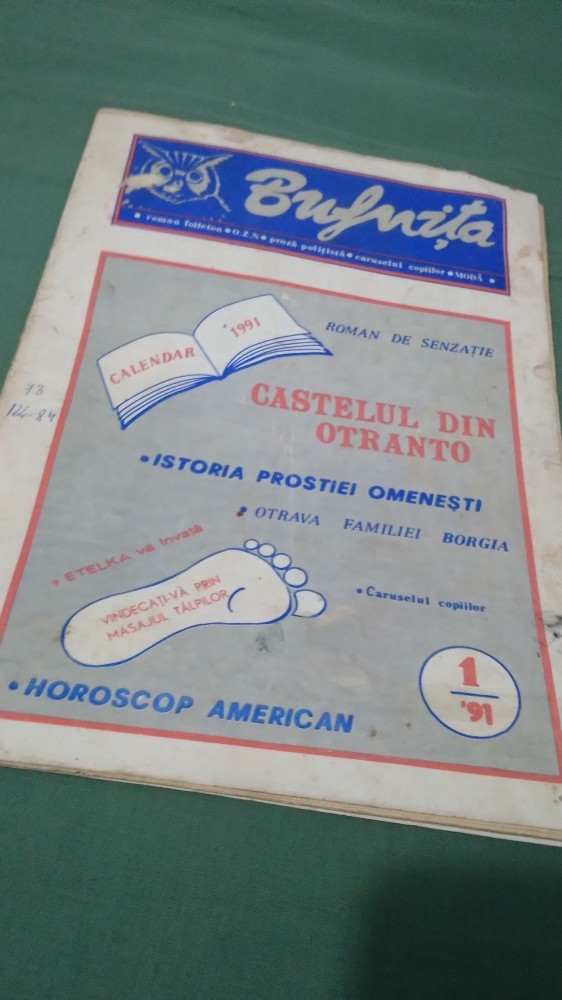 Bufnița
• roman foileton • O.Z.N • proză polițistă • caruselul copiilor • MODĂ •
CALENDAR 1991
ROMAN DE SENZAȚIE
CASTELUL DIN
OTRANTO
• ISTORIA PROSTIEI OMENEȘTI
• OTRAVA FAMILIEI BORGIA
• ETELKA vă învață
VINDECAȚI-VĂ PRIN
MASAJUL TĂLPILOR
• Caruselul copiilor
1
'91
• HOROSCOP AMERICAN
73